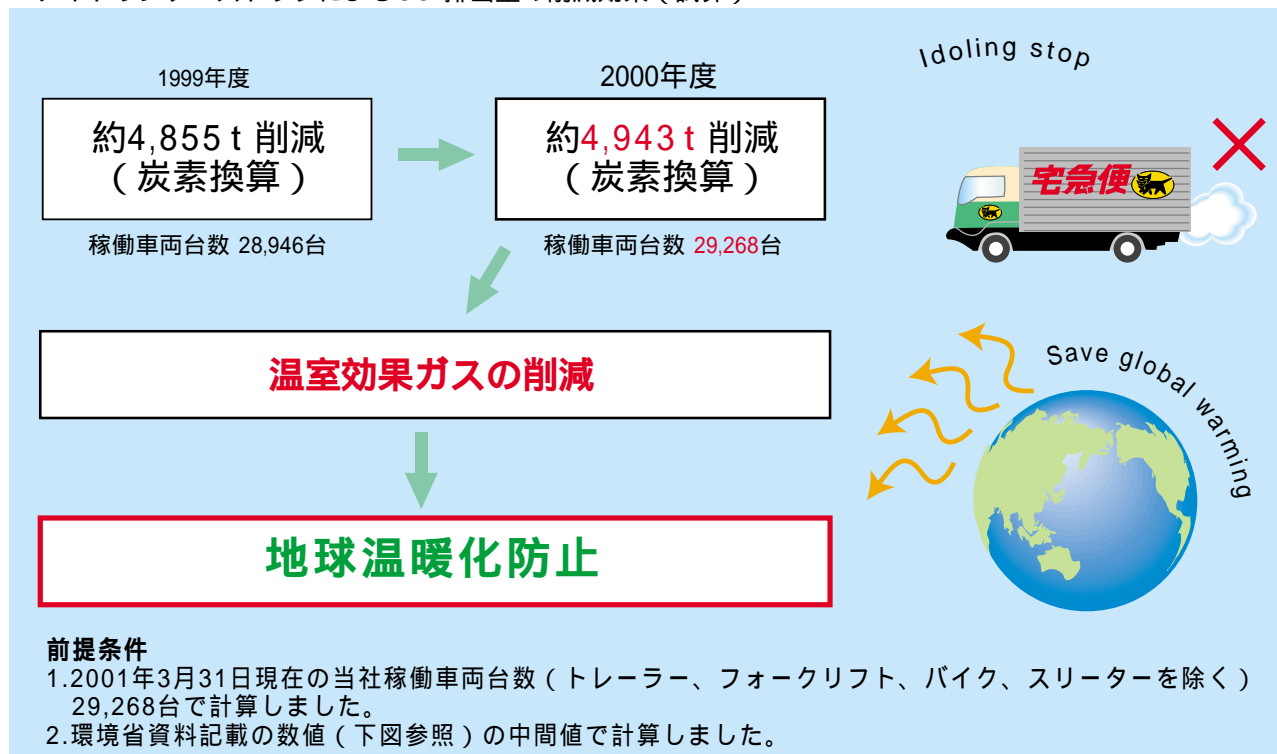 1999年度
2000年度
Idoling stop
約4,855 t 削減
(炭素換算)
約4,943 t 削減
(炭素換算)
宅急便
稼働車両台数 28,946台
稼働車両台数 29,268台
温室効果ガスの削減
Save global warming
地球温暖化防止
前提条件
1.2001年3月31日現在の当社稼働車両台数(トレーラー、フォークリフト、バイク、スリーターを除く)
29,268台で計算しました。
2.環境省資料記載の数値(下図参照)の中間値で計算しました。